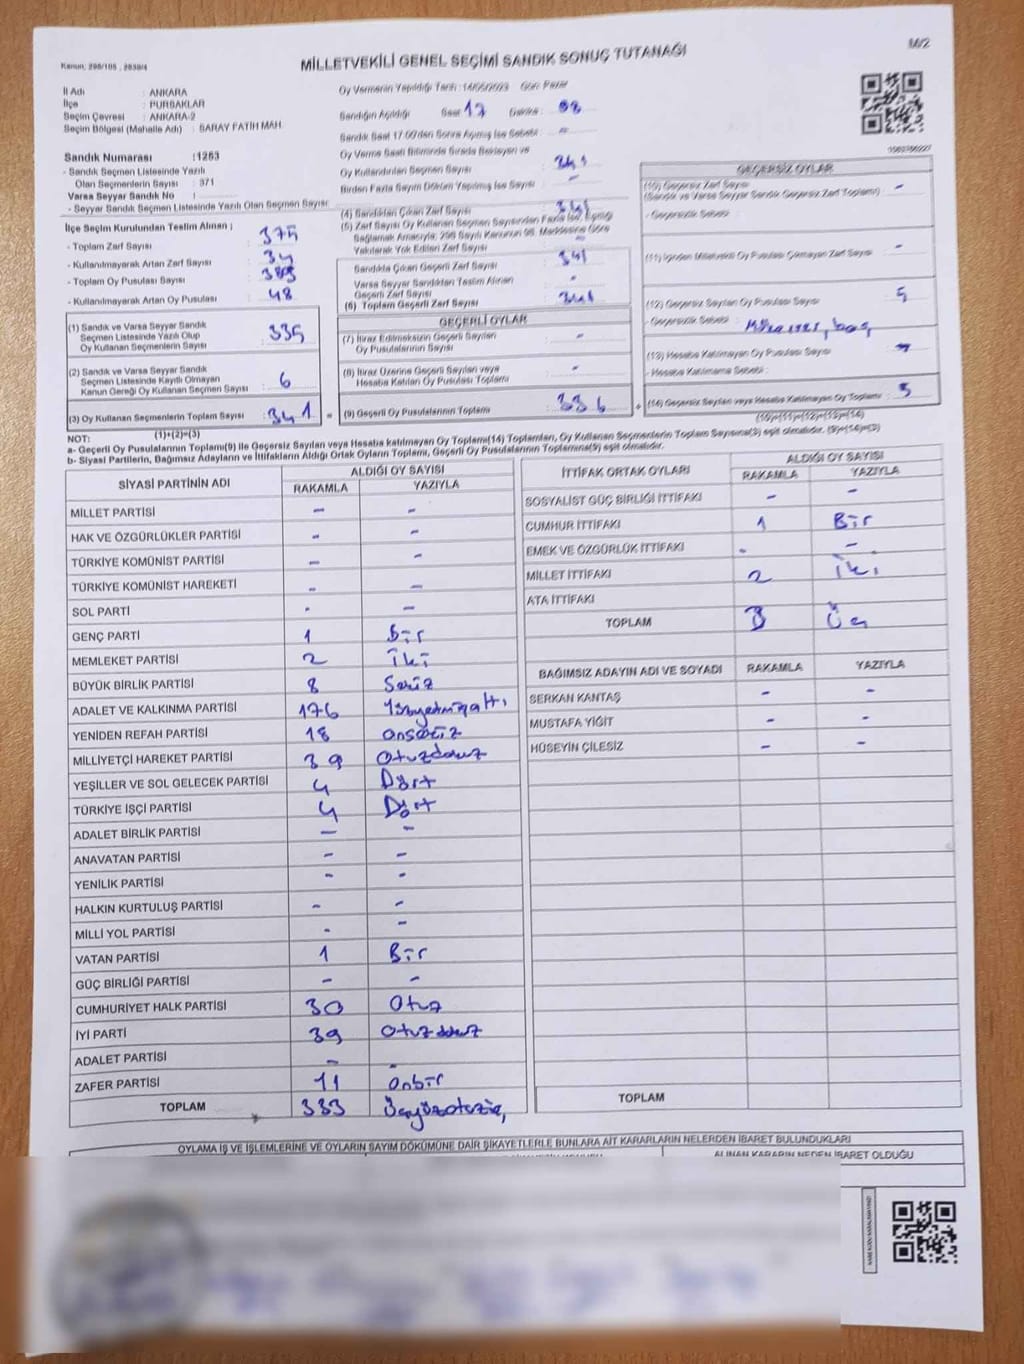 M/2
Kanun: 298/105 , 2839/4
MİLLETVEKİLİ GENEL SEÇİMİ SANDIK SONUÇ TUTANAĞI
İl Adı : ANKARA
İlçe : PURSAKLAR
Seçim Çevresi : ANKARA-2
Seçim Bölgesi (Mahalle Adı) : SARAY FATİH MAH.
Sandık Numarası :1263
- Sandık Seçmen Listesinde Yazılı
Olan Seçmenlerin Sayısı : 371
Varsa Seyyar Sandık No :
- Seyyar Sandık Seçmen Listesinde Yazılı Olan Seçmen Sayısı:
İlçe Seçim Kurulundan Teslim Alınan ;
- Toplam Zarf Sayısı : 375
- Kullanılmayarak Artan Zarf Sayısı : 34
- Toplam Oy Pusulası Sayısı :
- Kullanılmayarak Artan Oy Pusulası : 48
(1) Sandık ve Varsa Seyyar Sandık
Seçmen Listesinde Yazılı Olup
Oy Kullanan Seçmenlerin Sayısı : 335
(2) Sandık ve Varsa Seyyar Sandık
Seçmen Listesinde Kayıtlı Olmayan
Kanun Gereği Oy Kullanan Seçmen Sayısı : 6
(3) Oy Kullanan Seçmenlerin Toplam Sayısı : 341
(1)+(2)=(3)
Oy Vermenin Yapıldığı Tarih : 14/05/2023 Gün: Pazar
Sandığın Açıldığı Saat 17 Dakika :
Sandık Saat 17:00'den Sonra Açılmış İse Sebebi : -
Oy Verme Saati Bitiminde Sırada Bekleyen ve
Oy Kullandırılan Seçmen Sayısı : 341
Birden Fazla Sayım Döküm Yapılmış İse Sayısı : -
(4) Sandıktan Çıkan Zarf Sayısı : 341
(5) Zarf Sayısı Oy Kullanan Seçmen Sayısından Fazla İse, Eşitliği
Sağlamak Amacıyla; 298 Sayılı Kanunun 98. Maddesine Göre
Yakılarak Yok Edilen Zarf Sayısı : -
Sandıkta Çıkan Geçerli Zarf Sayısı : 341
Varsa Seyyar Sandıktan Teslim Alınan
Geçerli Zarf Sayısı : -
(6) Toplam Geçerli Zarf Sayısı : 341
GEÇERLİ OYLAR
(7) İtiraz Edilmeksizin Geçerli Sayılan
Oy Pusulalarının Sayısı : -
(8) İtiraz Üzerine Geçerli Sayılan veya
Hesaba Katılan Oy Pusulası Toplamı : -
(9) Geçerli Oy Pusulalarının Toplamı : 336
GEÇERSİZ OYLAR
(10) Geçersiz Zarf Sayısı : -
(Sandık ve Varsa Seyyar Sandık Geçersiz Zarf Toplamı)
- Geçersizlik Sebebi :
(11) İçinden Milletvekili Oy Pusulası Çıkmayan Zarf Sayısı : -
(12) Geçersiz Sayılan Oy Pusulası Sayısı : 5
- Geçersizlik Sebebi :
(13) Hesaba Katılmayan Oy Pusulası Sayısı :
- Hesaba Katılmama Sebebi :
(14) Geçersiz Sayılan veya Hesaba Katılmayan Oy Toplamı : 5
(10)+(11)+(12)+(13)=(14)
NOT:
a- Geçerli Oy Pusulalarının Toplamı(9) ile Geçersiz Sayılan veya Hesaba katılmayan Oy Toplamı(14) Toplamları, Oy Kullanan Seçmenlerin Toplam Sayısına(3) eşit olmalıdır. (9)+(14)=(3)
b- Siyasi Partilerin, Bağımsız Adayların ve İttifakların Aldığı Ortak Oyların Toplamı, Geçerli Oy Pusulalarının Toplamına(9) eşit olmalıdır.
SİYASİ PARTİNİN ADI ALDIĞI OY SAYISI
RAKAMLA YAZIYLA
MİLLET PARTİSİ - -
HAK VE ÖZGÜRLÜKLER PARTİSİ - -
TÜRKİYE KOMÜNİST PARTİSİ - -
TÜRKİYE KOMÜNİST HAREKETİ - -
SOL PARTİ - -
GENÇ PARTİ 1 Bir
MEMLEKET PARTİSİ 2 İki
BÜYÜK BİRLİK PARTİSİ 8 Sekiz
ADALET VE KALKINMA PARTİSİ 176 Yüzyetmişaltı
YENİDEN REFAH PARTİSİ 18 Onsekiz
MİLLİYETÇİ HAREKET PARTİSİ 39 Otuzdokuz
YEŞİLLER VE SOL GELECEK PARTİSİ 4 Dört
TÜRKİYE İŞÇİ PARTİSİ 4 Dört
ADALET BİRLİK PARTİSİ - -
ANAVATAN PARTİSİ - -
YENİLİK PARTİSİ - -
HALKIN KURTULUŞ PARTİSİ - -
MİLLİ YOL PARTİSİ - -
VATAN PARTİSİ 1 Bir
GÜÇ BİRLİĞİ PARTİSİ - -
CUMHURİYET HALK PARTİSİ 30 Otuz
İYİ PARTİ 39 Otuzdokuz
ADALET PARTİSİ - -
ZAFER PARTİSİ 11 Onbir
TOPLAM 333 Üçyüzotuzüç
İTTİFAK ORTAK OYLARI ALDIĞI OY SAYISI
RAKAMLA YAZIYLA
SOSYALİST GÜÇ BİRLİĞİ İTTİFAKI - -
CUMHUR İTTİFAKI 1 Bir
EMEK VE ÖZGÜRLÜK İTTİFAKI - -
MİLLET İTTİFAKI 2 İki
ATA İTTİFAKI
TOPLAM 3 Üç
BAĞIMSIZ ADAYIN ADI VE SOYADI RAKAMLA YAZIYLA
SERKAN KANTAŞ - -
MUSTAFA YİĞİT - -
HÜSEYİN ÇİLESİZ - -
TOPLAM
OYLAMA İŞ VE İŞLEMLERİNE VE OYLARIN SAYIM DÖKÜMÜNE DAİR ŞİKAYETLERLE BUNLARA AİT KARARLARIN NELERDEN İBARET BULUNDUKLARI
ALINAN KARARIN NEDEN İBARET OLDUĞU